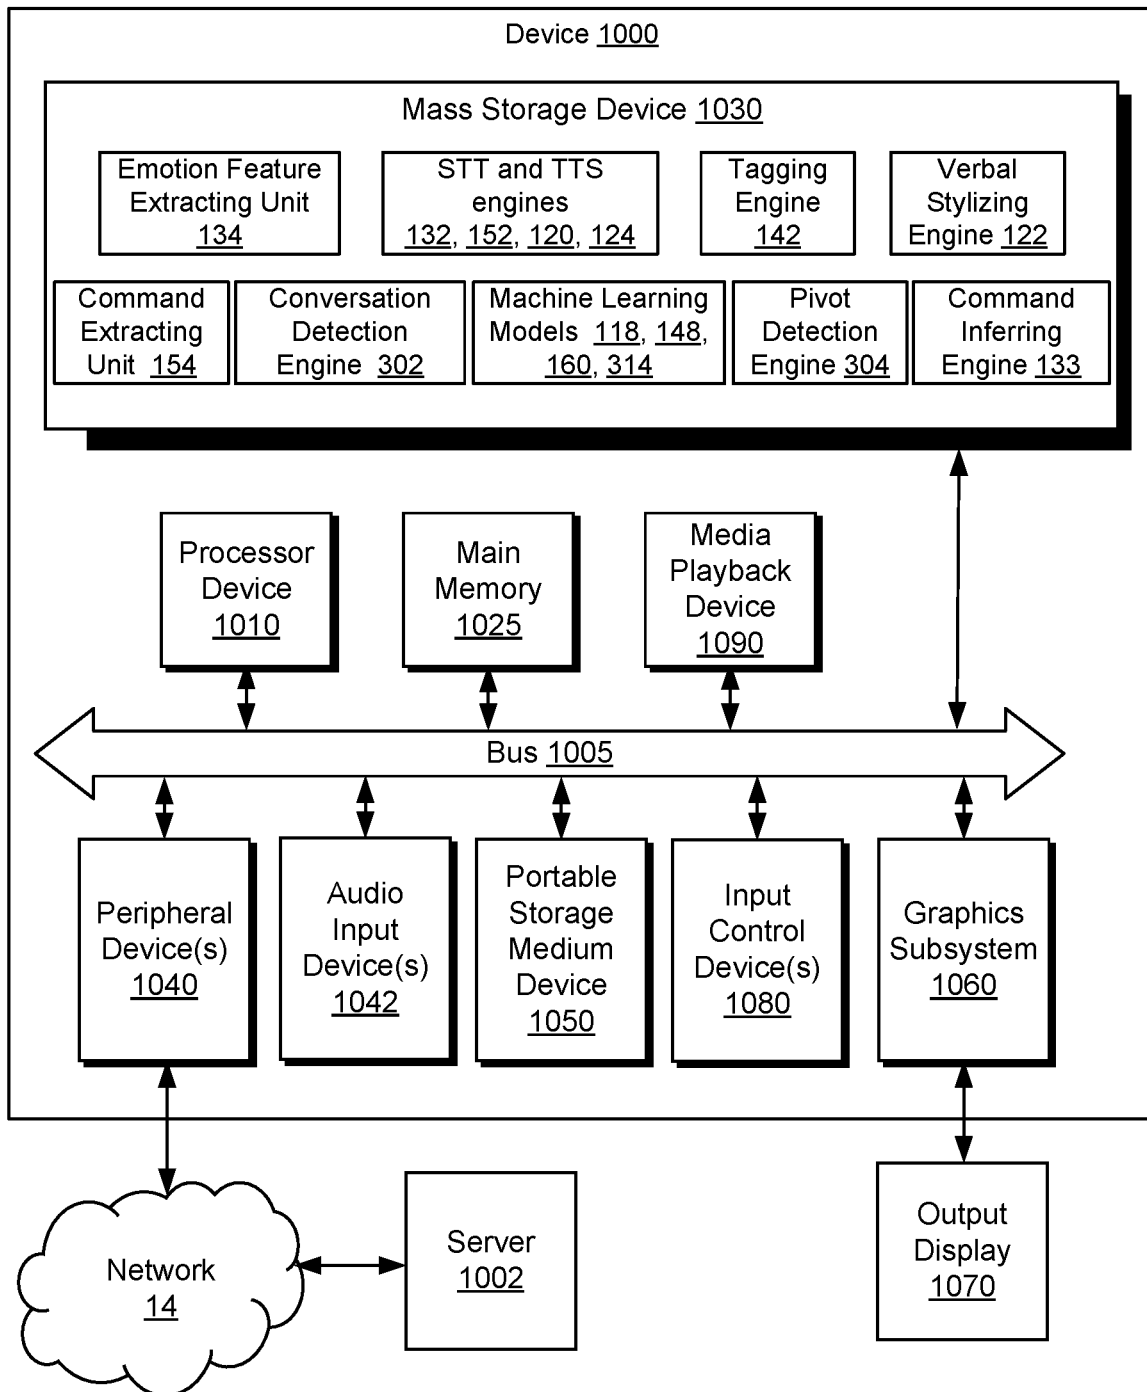 Device 1000
Mass Storage Device 1030
Emotion Feature
Extracting Unit
134
STT and TTS
engines
132, 152, 120, 124
Tagging
Engine
142
Verbal
Stylizing
Engine 122
Command
Extracting
Unit 154
Conversation
Detection
Engine 302
Machine Learning
Models 118, 148,
160, 314
Pivot
Detection
Engine 304
Command
Inferring
Engine 133
Processor
Device
1010
Main
Memory
1025
Media
Playback
Device
1090
Bus 1005
Peripheral
Device(s)
1040
Audio
Input
Device(s)
1042
Portable
Storage
Medium
Device
1050
Input
Control
Device(s)
1080
Graphics
Subsystem
1060
Network
14
Server
1002
Output
Display
1070